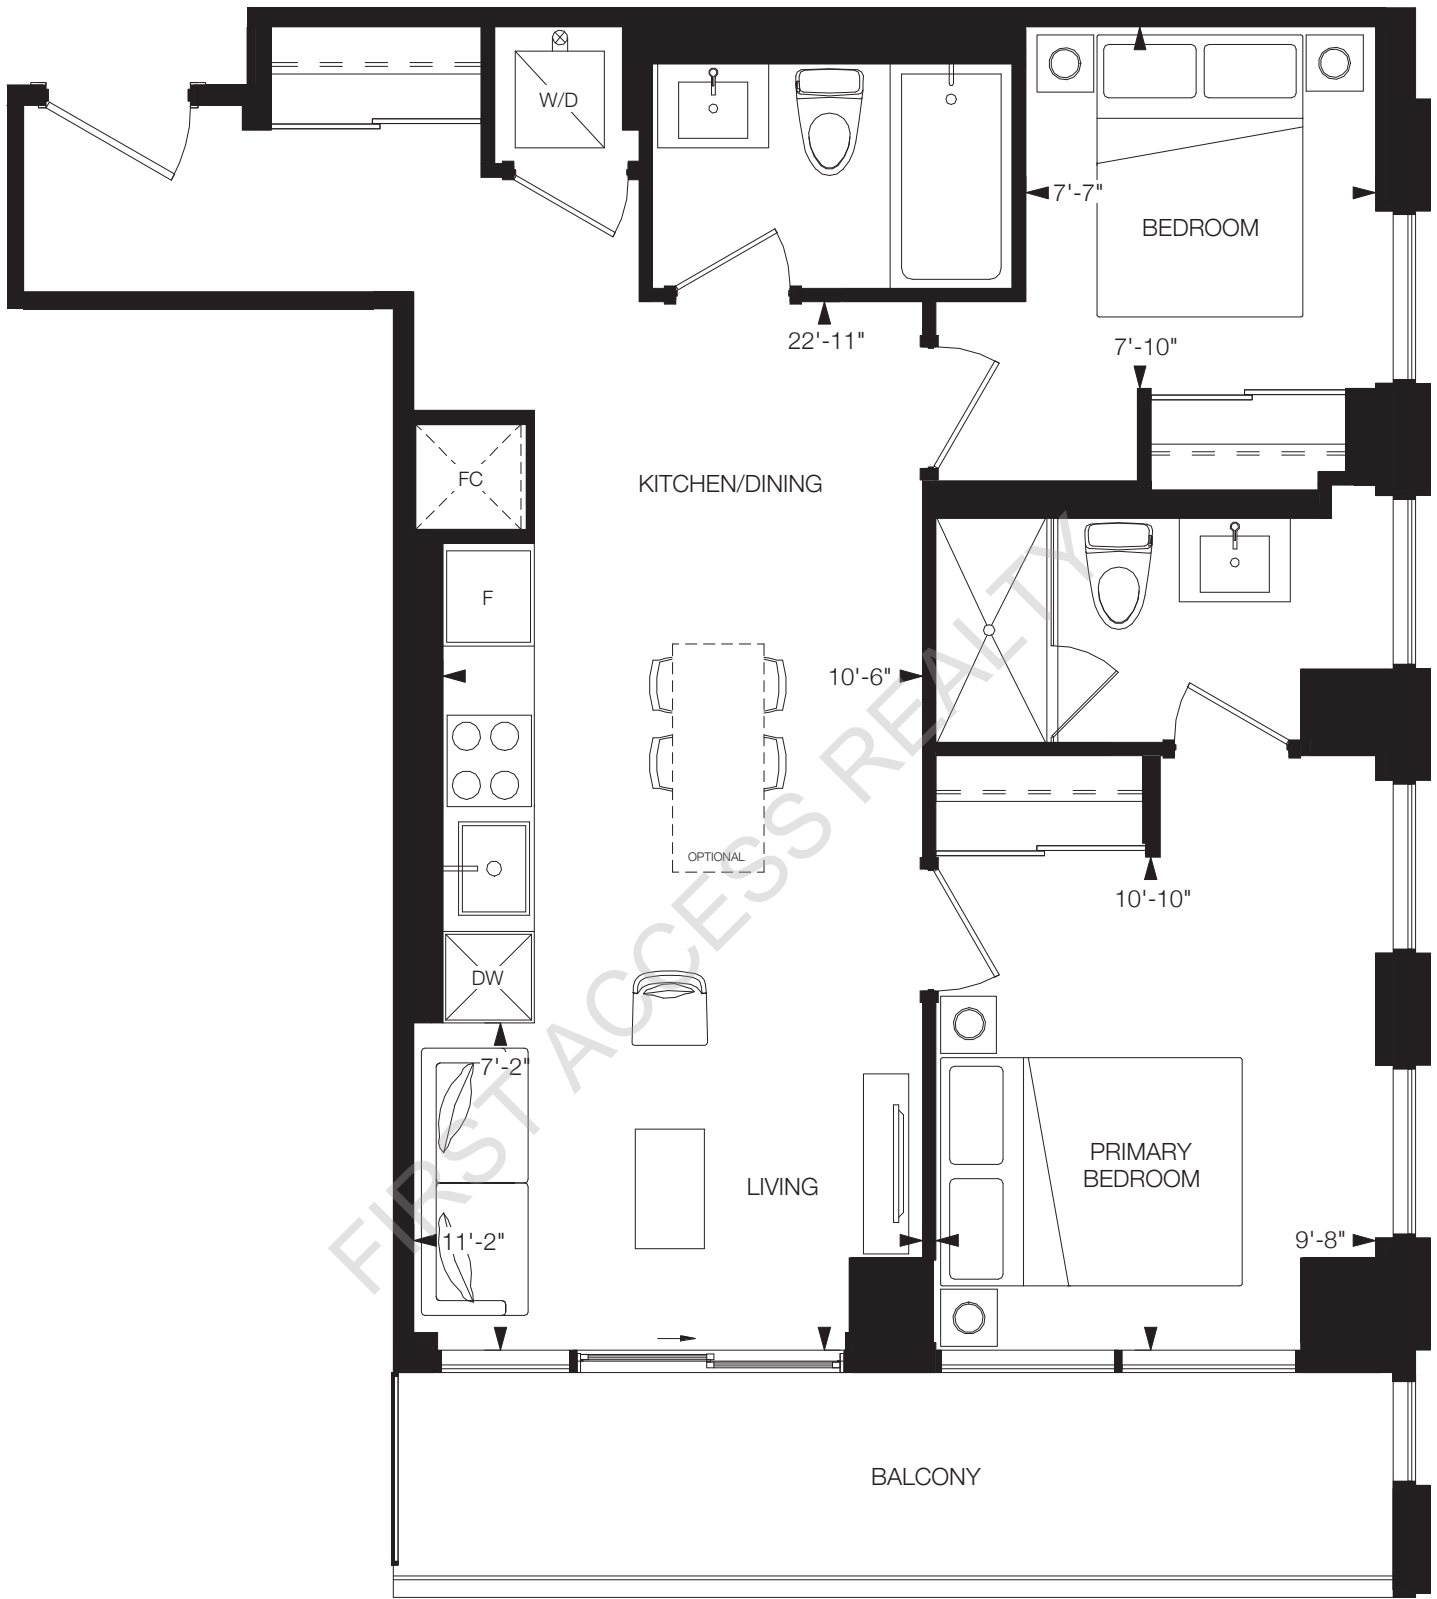 W/D
7'-7"
BEDROOM
22'-11"
7'-10"
FC
KITCHEN/DINING
F
10'-6"
OPTIONAL
10'-10"
DW
7'-2"
PRIMARY
BEDROOM
LIVING
11'-2"
9'-8"
BALCONY
FIRST ACCESS REALTY